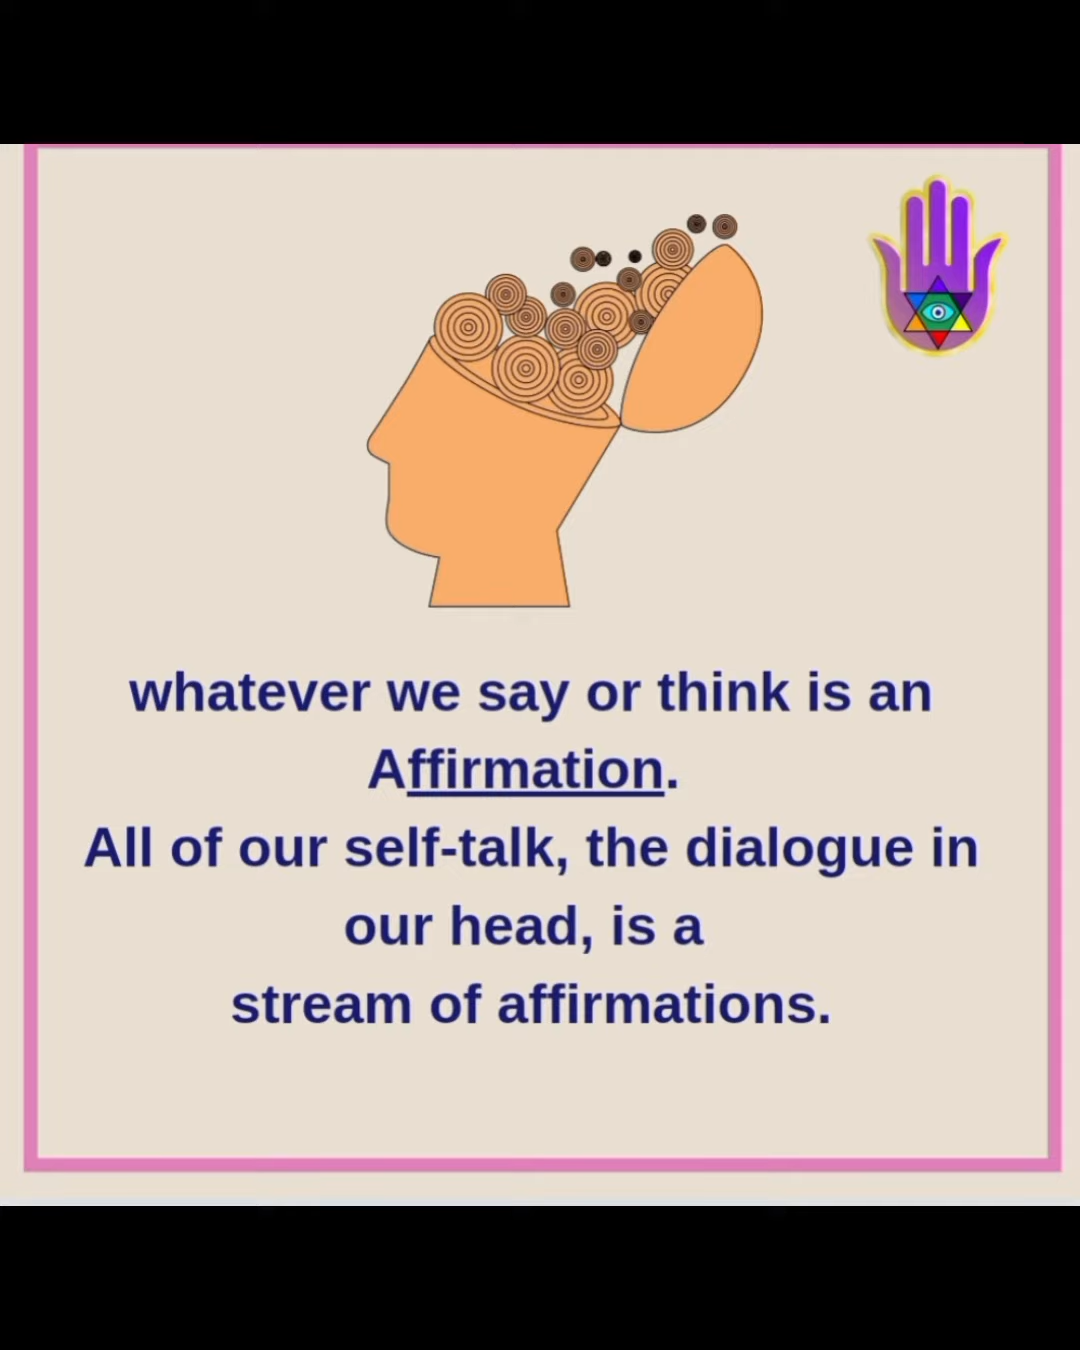 whatever we say or think is an
Affirmation.
All of our self-talk, the dialogue in
our head, is a
stream of affirmations.